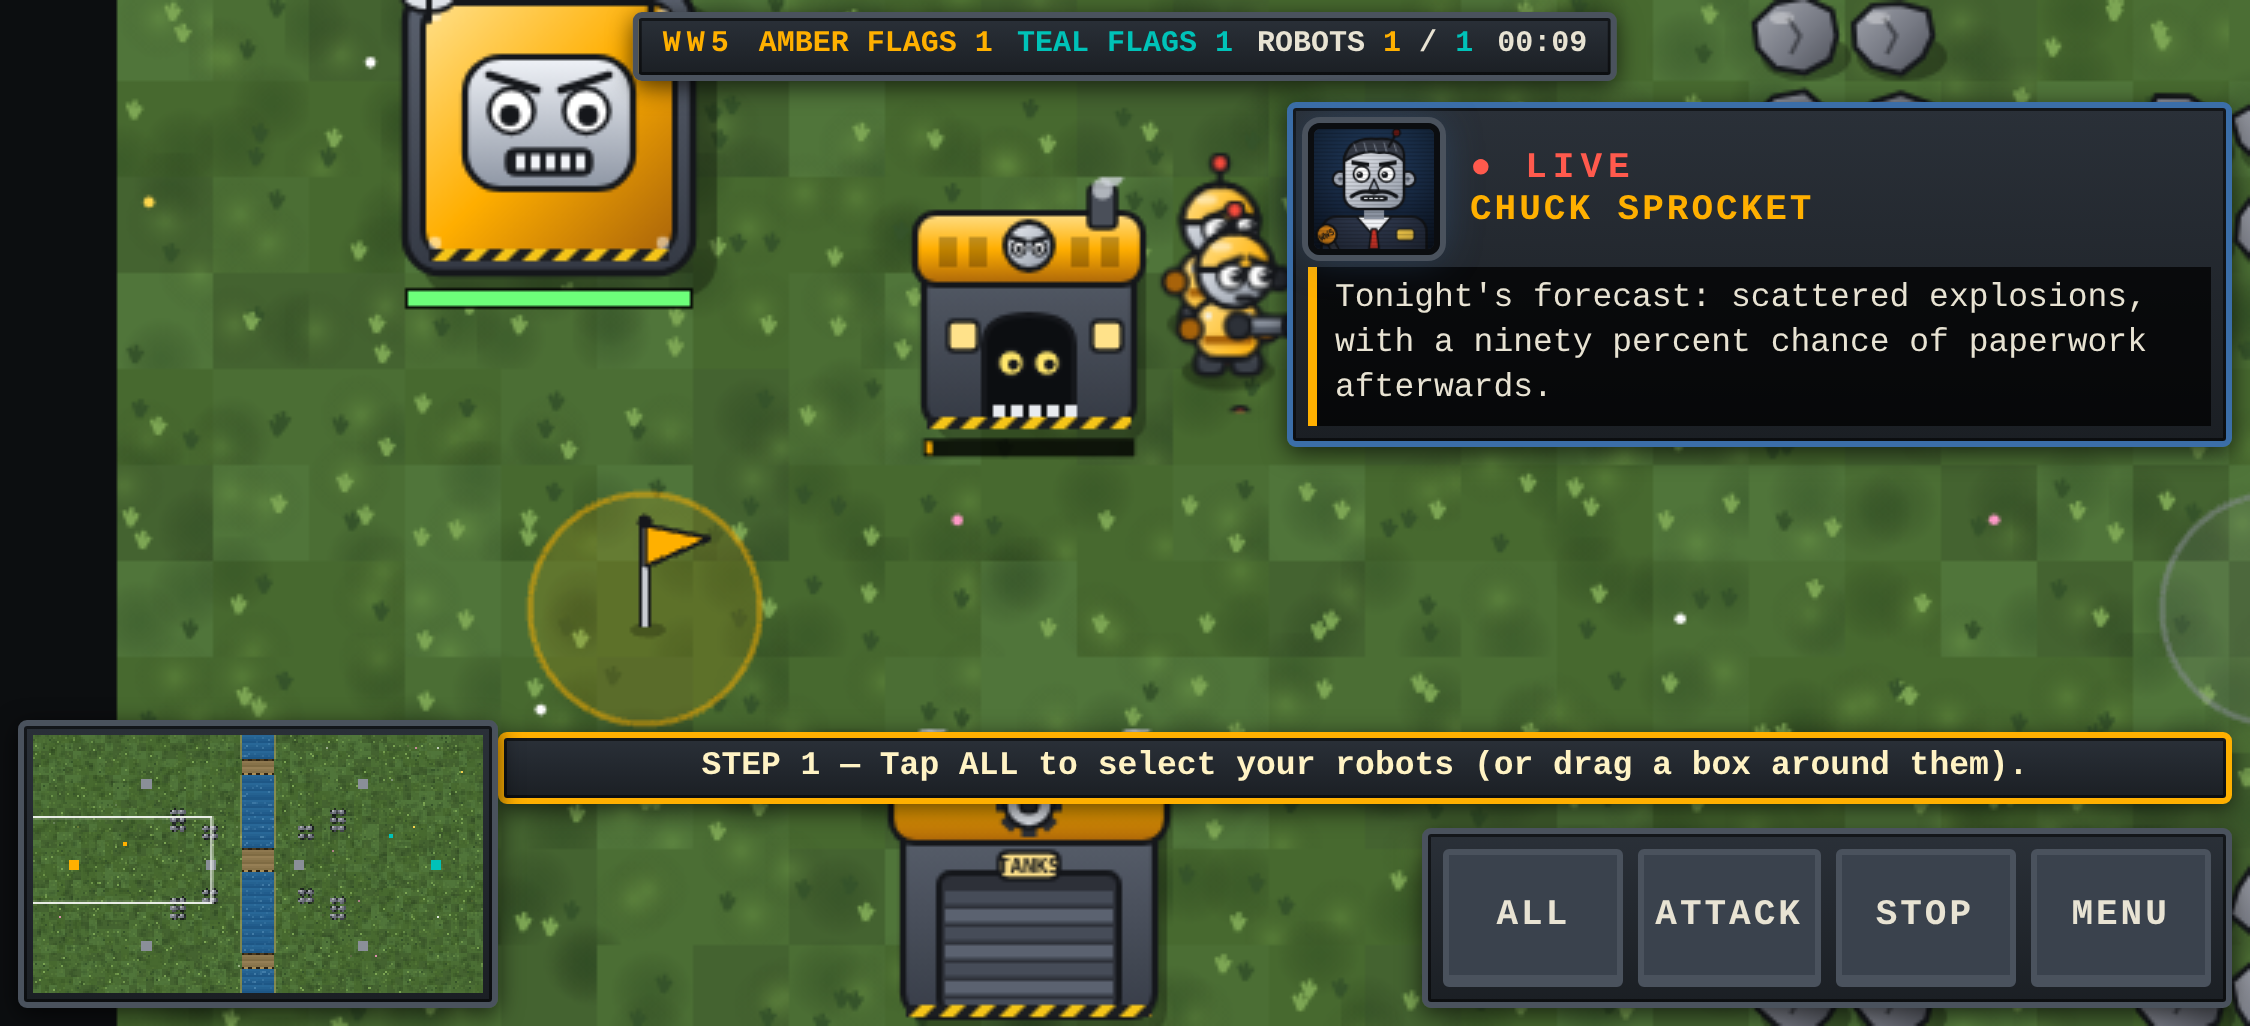 WW5 AMBER FLAGS 1 TEAL FLAGS 1 ROBOTS 1 / 1 00:09
● LIVE
CHUCK SPROCKET
Tonight's forecast: scattered explosions,
with a ninety percent chance of paperwork
afterwards.
STEP 1 — Tap ALL to select your robots (or drag a box around them).
TANKS
ALL ATTACK STOP MENU